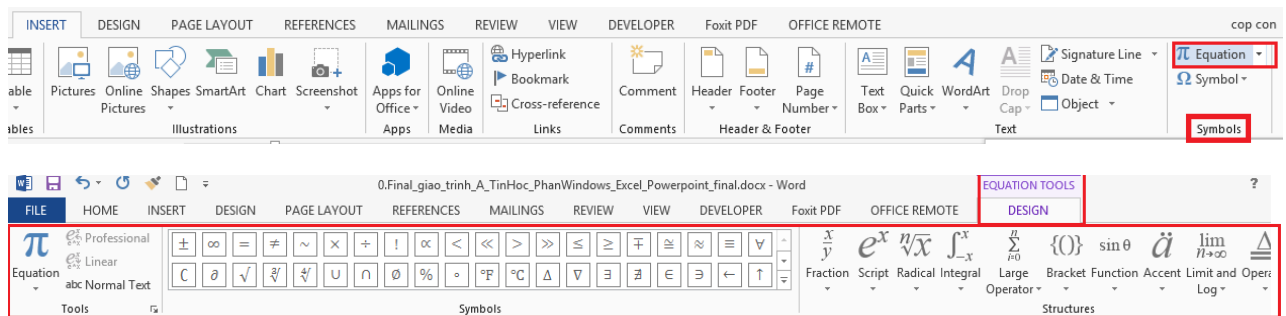 INSERT DESIGN PAGE LAYOUT REFERENCES MAILINGS REVIEW VIEW DEVELOPER Foxit PDF OFFICE REMOTE cop con
able Pictures Online Pictures Shapes SmartArt Chart Screenshot Apps for Office Online Video Hyperlink Bookmark Cross-reference Comment Header Footer Page Number Text Box Quick Parts WordArt Drop Cap Signature Line Date & Time Object π Equation Ω Symbol
ables Illustrations Apps Media Links Comments Header & Footer Text Symbols
0.Final_giao_trinh_A_TinHoc_PhanWindows_Excel_Powerpoint_final.docx - Word EQUATION TOOLS ?
FILE HOME INSERT DESIGN PAGE LAYOUT REFERENCES MAILINGS REVIEW VIEW DEVELOPER Foxit PDF OFFICE REMOTE DESIGN
π Equation Professional Linear abc Normal Text
± ∞ = ≠ ~ × ÷ ! ∝ < ≪ > ≫ ≤ ≥ ∓ ≅ ≈ ≡ ∀
∁ ∂ √ ∛ ∜ ∪ ∩ ∅ % ° °F °C ∆ ∇ ∃ ∄ ∈ ∋ ← ↑
Fraction Script Radical Integral Large Operator Bracket Function Accent Limit and Log Opera
Tools Symbols Structures